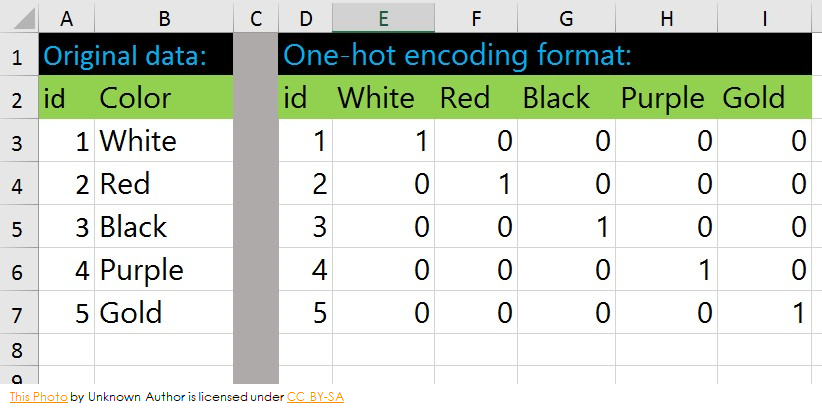 A B C D E F G H I
1 Original data: One-hot encoding format:
2 id Color id White Red Black Purple Gold
3 1 White 1 1 0 0 0 0
4 2 Red 2 0 1 0 0 0
5 3 Black 3 0 0 1 0 0
6 4 Purple 4 0 0 0 1 0
7 5 Gold 5 0 0 0 0 1
8
9
This Photo by Unknown Author is licensed under CC BY-SA